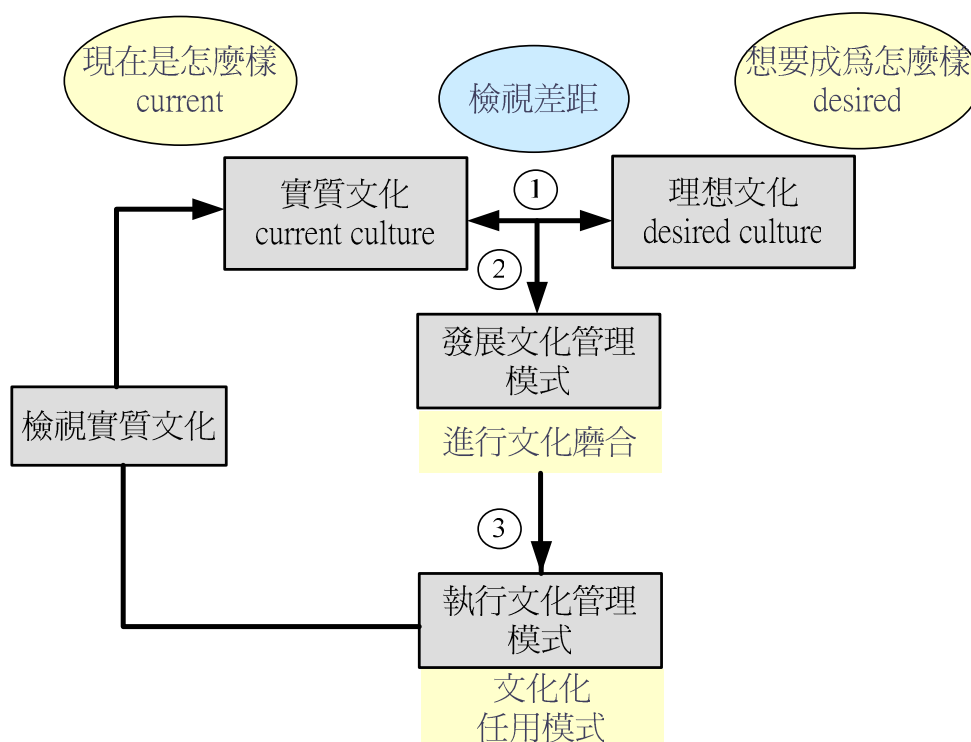 現在是怎麼樣
current
檢視差距
想要成爲怎麼樣
desired
實質文化
current culture
1
理想文化
desired culture
2
發展文化管理
模式
進行文化磨合
檢視實質文化
3
執行文化管理
模式
文化化
任用模式